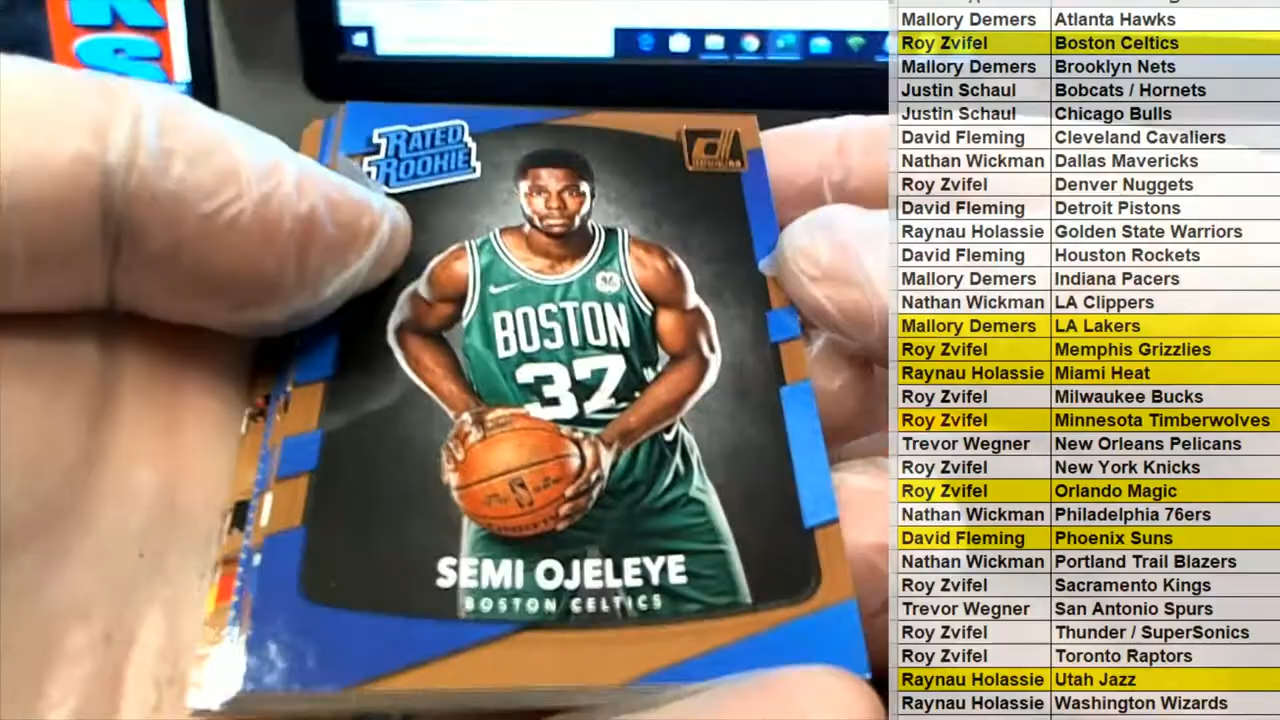 KS
RATED
ROOKIE
BOSTON
37
SEMI OJELEYE
BOSTON CELTICS
Mallory Demers Atlanta Hawks
Roy Zvifel Boston Celtics
Mallory Demers Brooklyn Nets
Justin Schaul Bobcats / Hornets
Justin Schaul Chicago Bulls
David Fleming Cleveland Cavaliers
Nathan Wickman Dallas Mavericks
Roy Zvifel Denver Nuggets
David Fleming Detroit Pistons
Raynau Holassie Golden State Warriors
David Fleming Houston Rockets
Mallory Demers Indiana Pacers
Nathan Wickman LA Clippers
Mallory Demers LA Lakers
Roy Zvifel Memphis Grizzlies
Raynau Holassie Miami Heat
Roy Zvifel Milwaukee Bucks
Roy Zvifel Minnesota Timberwolves
Trevor Wegner New Orleans Pelicans
Roy Zvifel New York Knicks
Roy Zvifel Orlando Magic
Nathan Wickman Philadelphia 76ers
David Fleming Phoenix Suns
Nathan Wickman Portland Trail Blazers
Roy Zvifel Sacramento Kings
Trevor Wegner San Antonio Spurs
Roy Zvifel Thunder / SuperSonics
Roy Zvifel Toronto Raptors
Raynau Holassie Utah Jazz
Raynau Holassie Washington Wizards